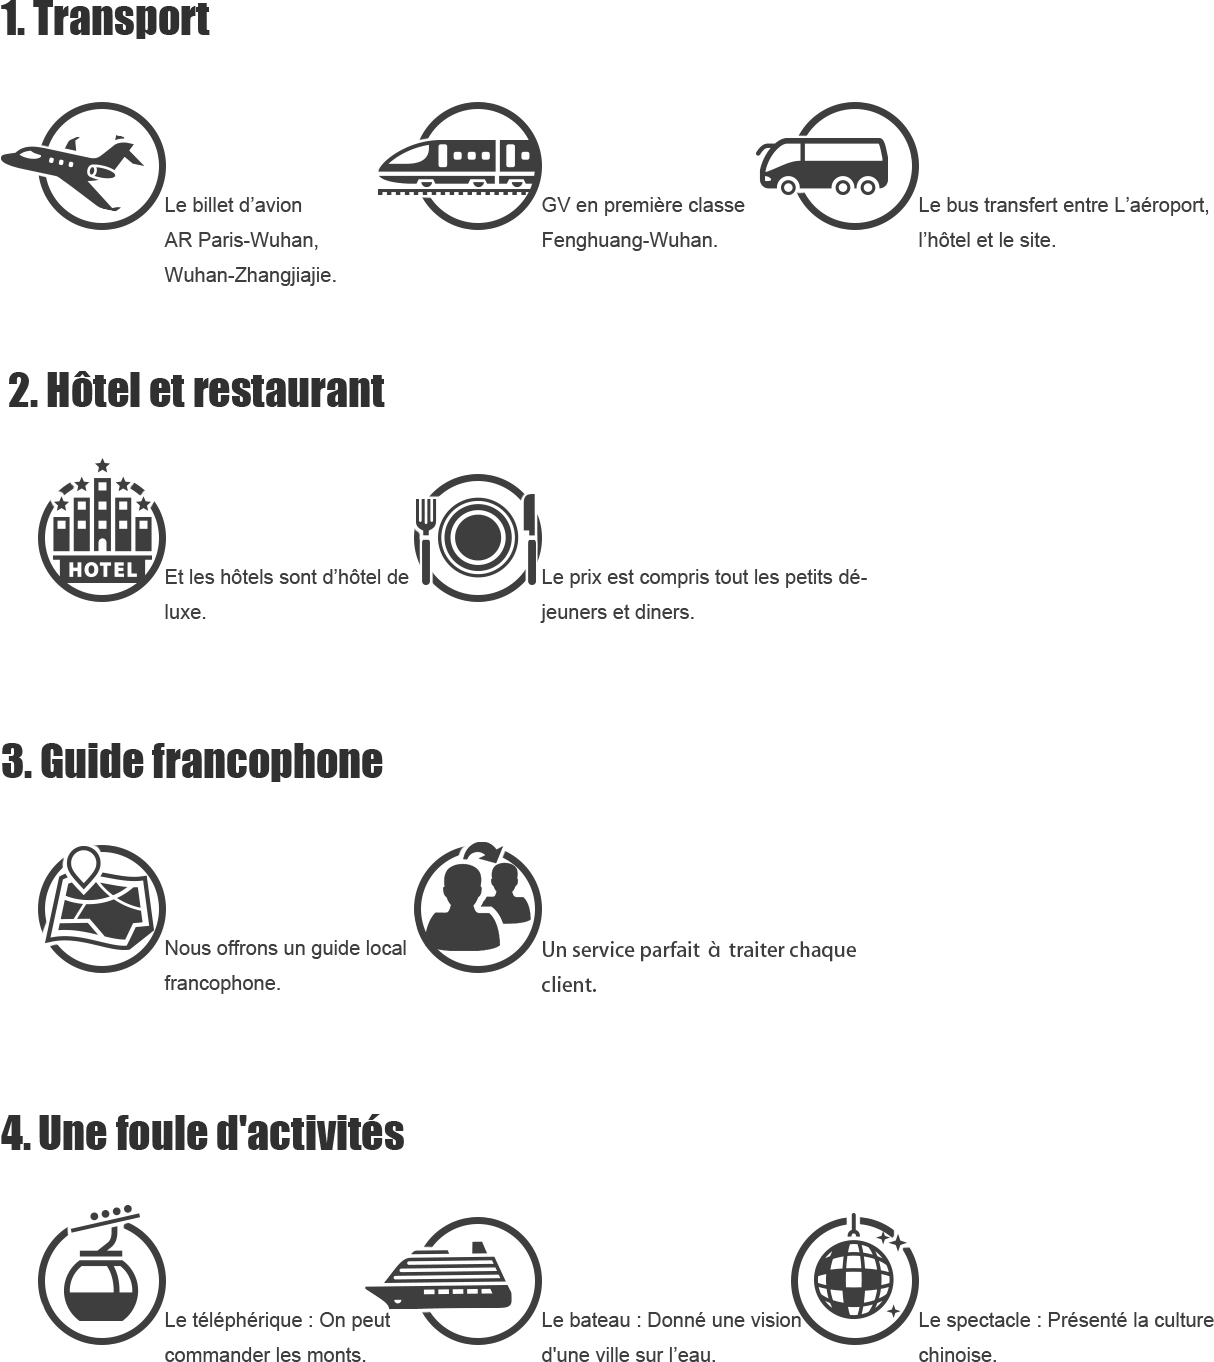 1. Transport
Le billet d’avion
AR Paris-Wuhan,
Wuhan-Zhangjiajie.
GV en première classe
Fenghuang-Wuhan.
Le bus transfert entre L’aéroport,
l’hôtel et le site.
2. Hôtel et restaurant
HOTEL
Et les hôtels sont d’hôtel de
luxe.
Le prix est compris tout les petits dé-
jeuners et diners.
3. Guide francophone
Nous offrons un guide local
francophone.
Un service parfait à traiter chaque
client.
4. Une foule d'activités
Le téléphérique : On peut
commander les monts.
Le bateau : Donné une vision
d'une ville sur l’eau.
Le spectacle : Présenté la culture
chinoise.